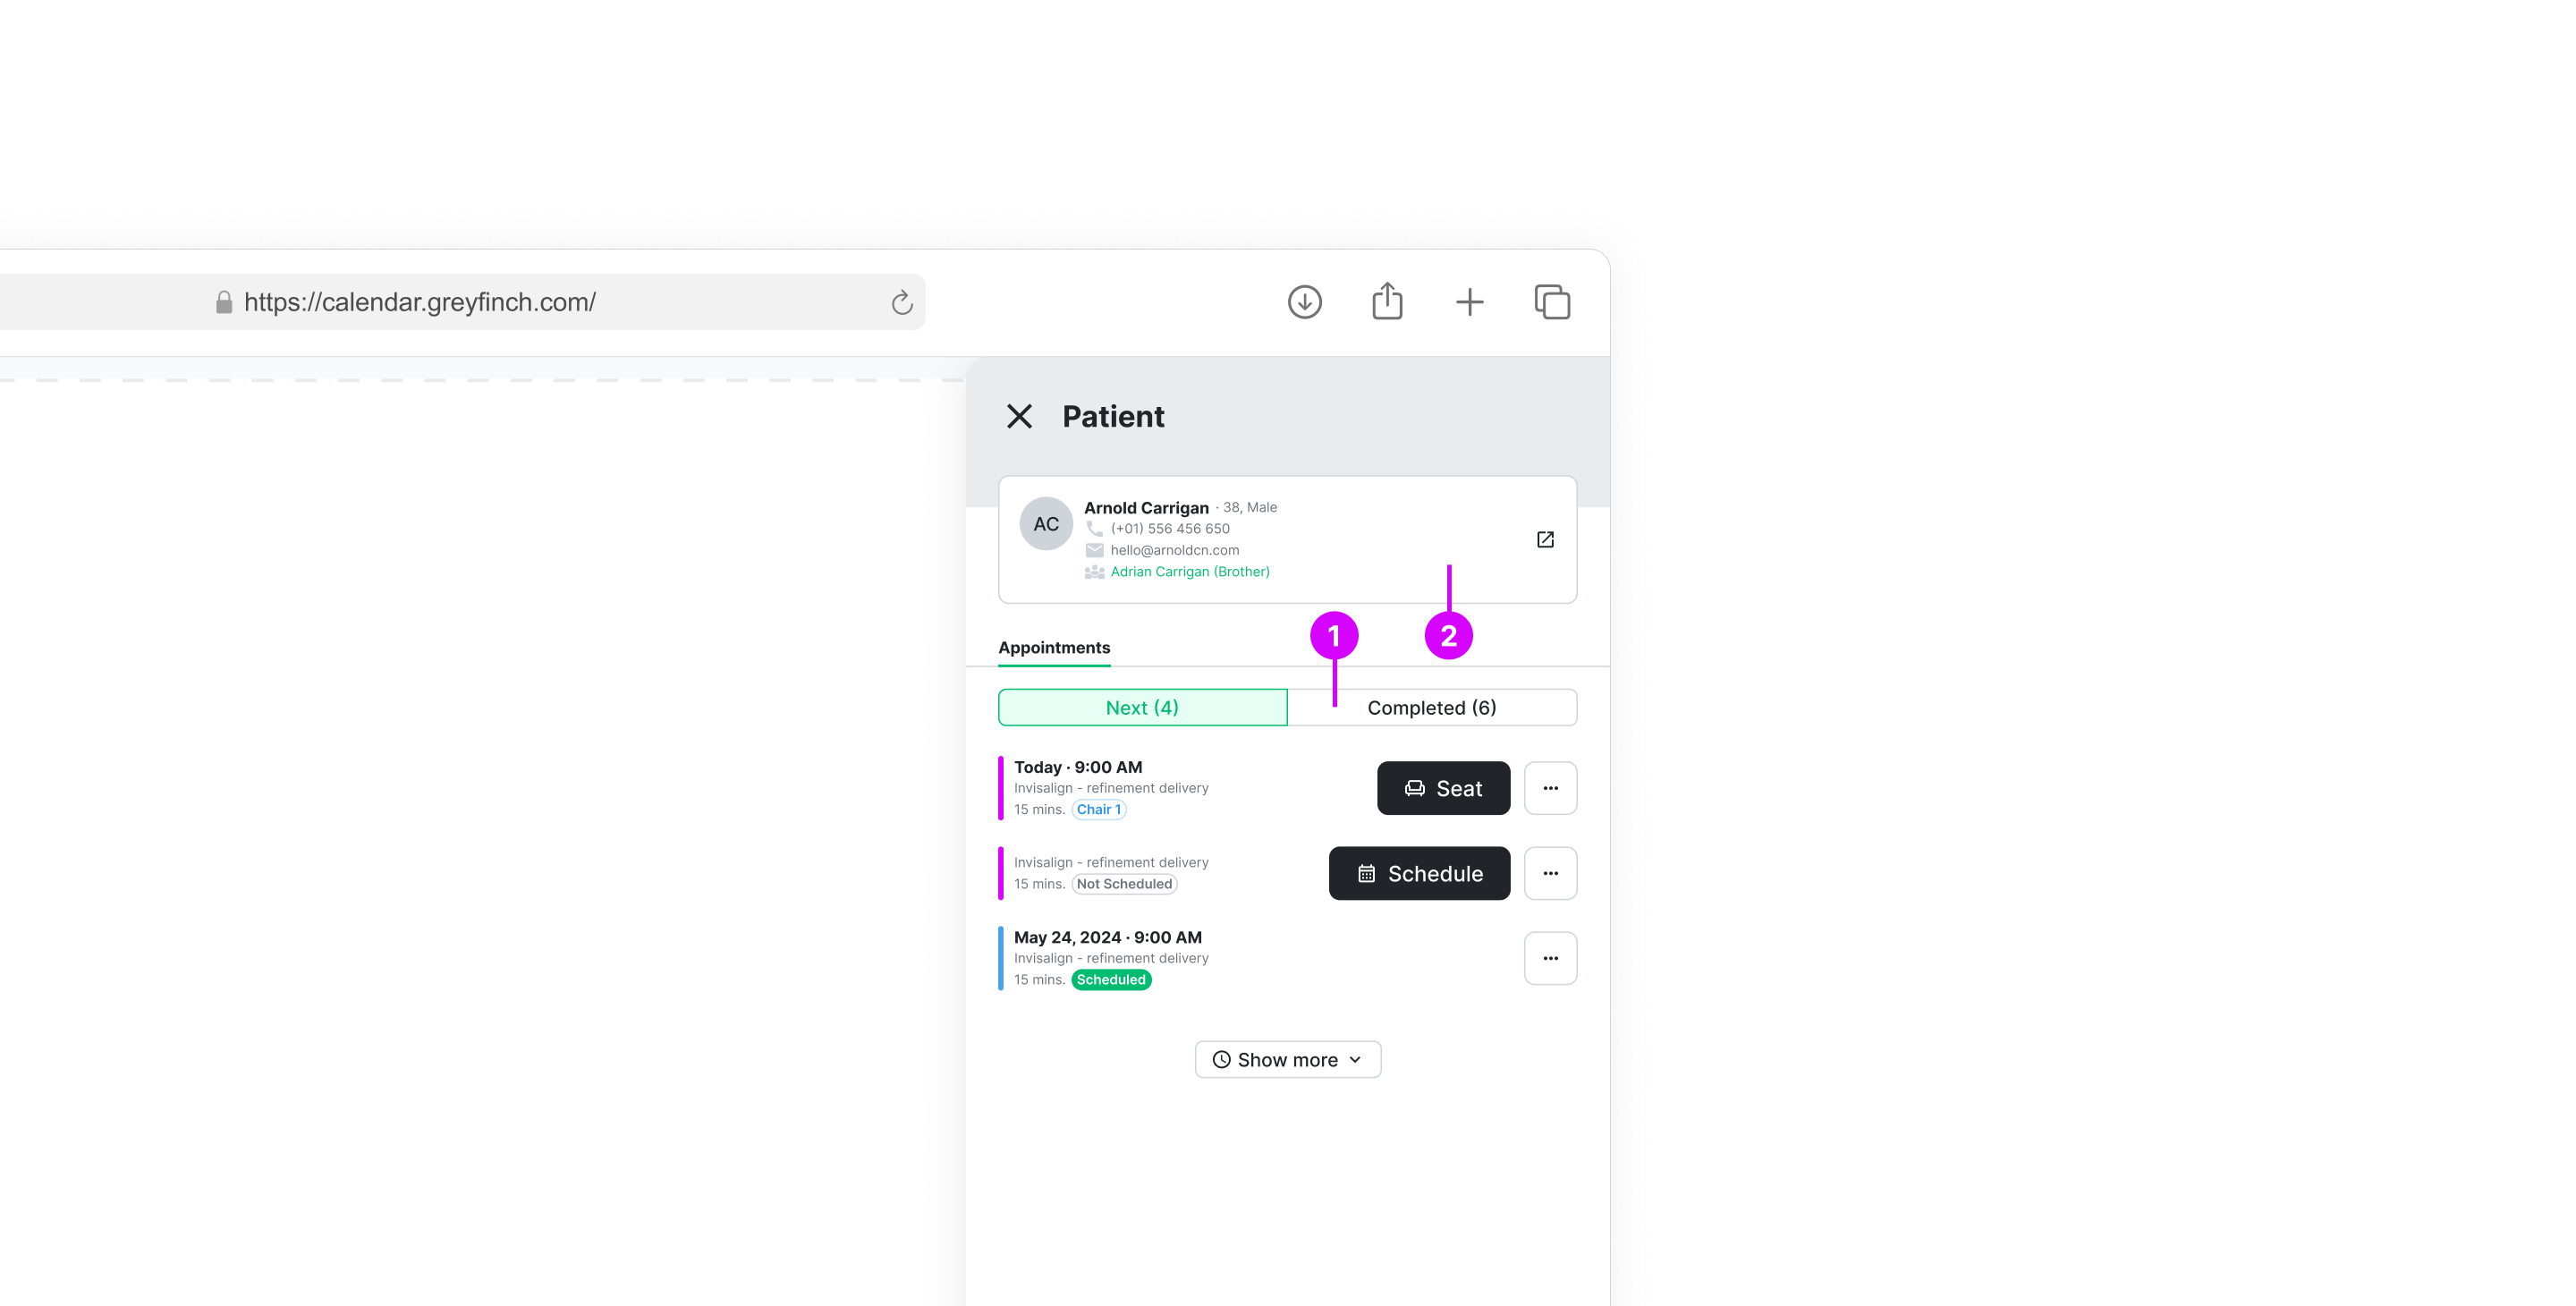 https://calendar.greyfinch.com/
Patient
AC
Arnold Carrigan · 38, Male
(+01) 556 456 650
hello@arnoldcn.com
Adrian Carrigan (Brother)
1
2
Appointments
Next (4)
Completed (6)
Today · 9:00 AM
Invisalign - refinement delivery
15 mins. Chair 1
Seat
Invisalign - refinement delivery
15 mins. Not Scheduled
Schedule
May 24, 2024 · 9:00 AM
Invisalign - refinement delivery
15 mins. Scheduled
Show more